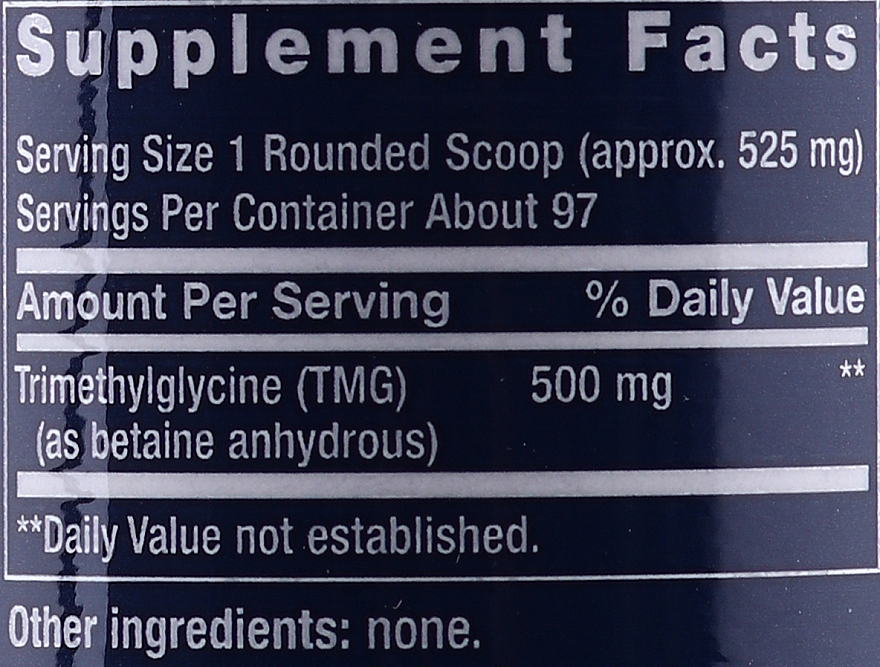 Supplement Facts
Serving Size 1 Rounded Scoop (approx. 525 mg)
Servings Per Container About 97
Amount Per Serving % Daily Value
Trimethylglycine (TMG) 500 mg **
(as betaine anhydrous)
**Daily Value not established.
Other ingredients: none.